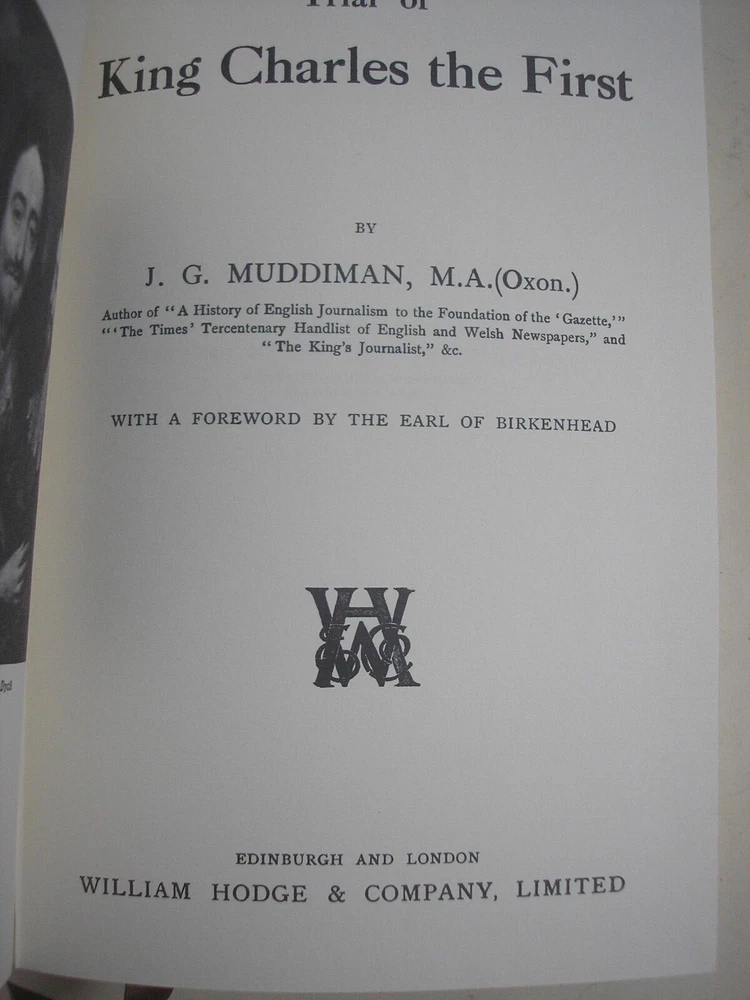 Trial of
King Charles the First
BY
J. G. MUDDIMAN, M.A.(Oxon.)
Author of "A History of English Journalism to the Foundation of the 'Gazette,'"
"'The Times' Tercentenary Handlist of English and Welsh Newspapers," and
"The King's Journalist," &c.
WITH A FOREWORD BY THE EARL OF BIRKENHEAD
EDINBURGH AND LONDON
WILLIAM HODGE & COMPANY, LIMITED